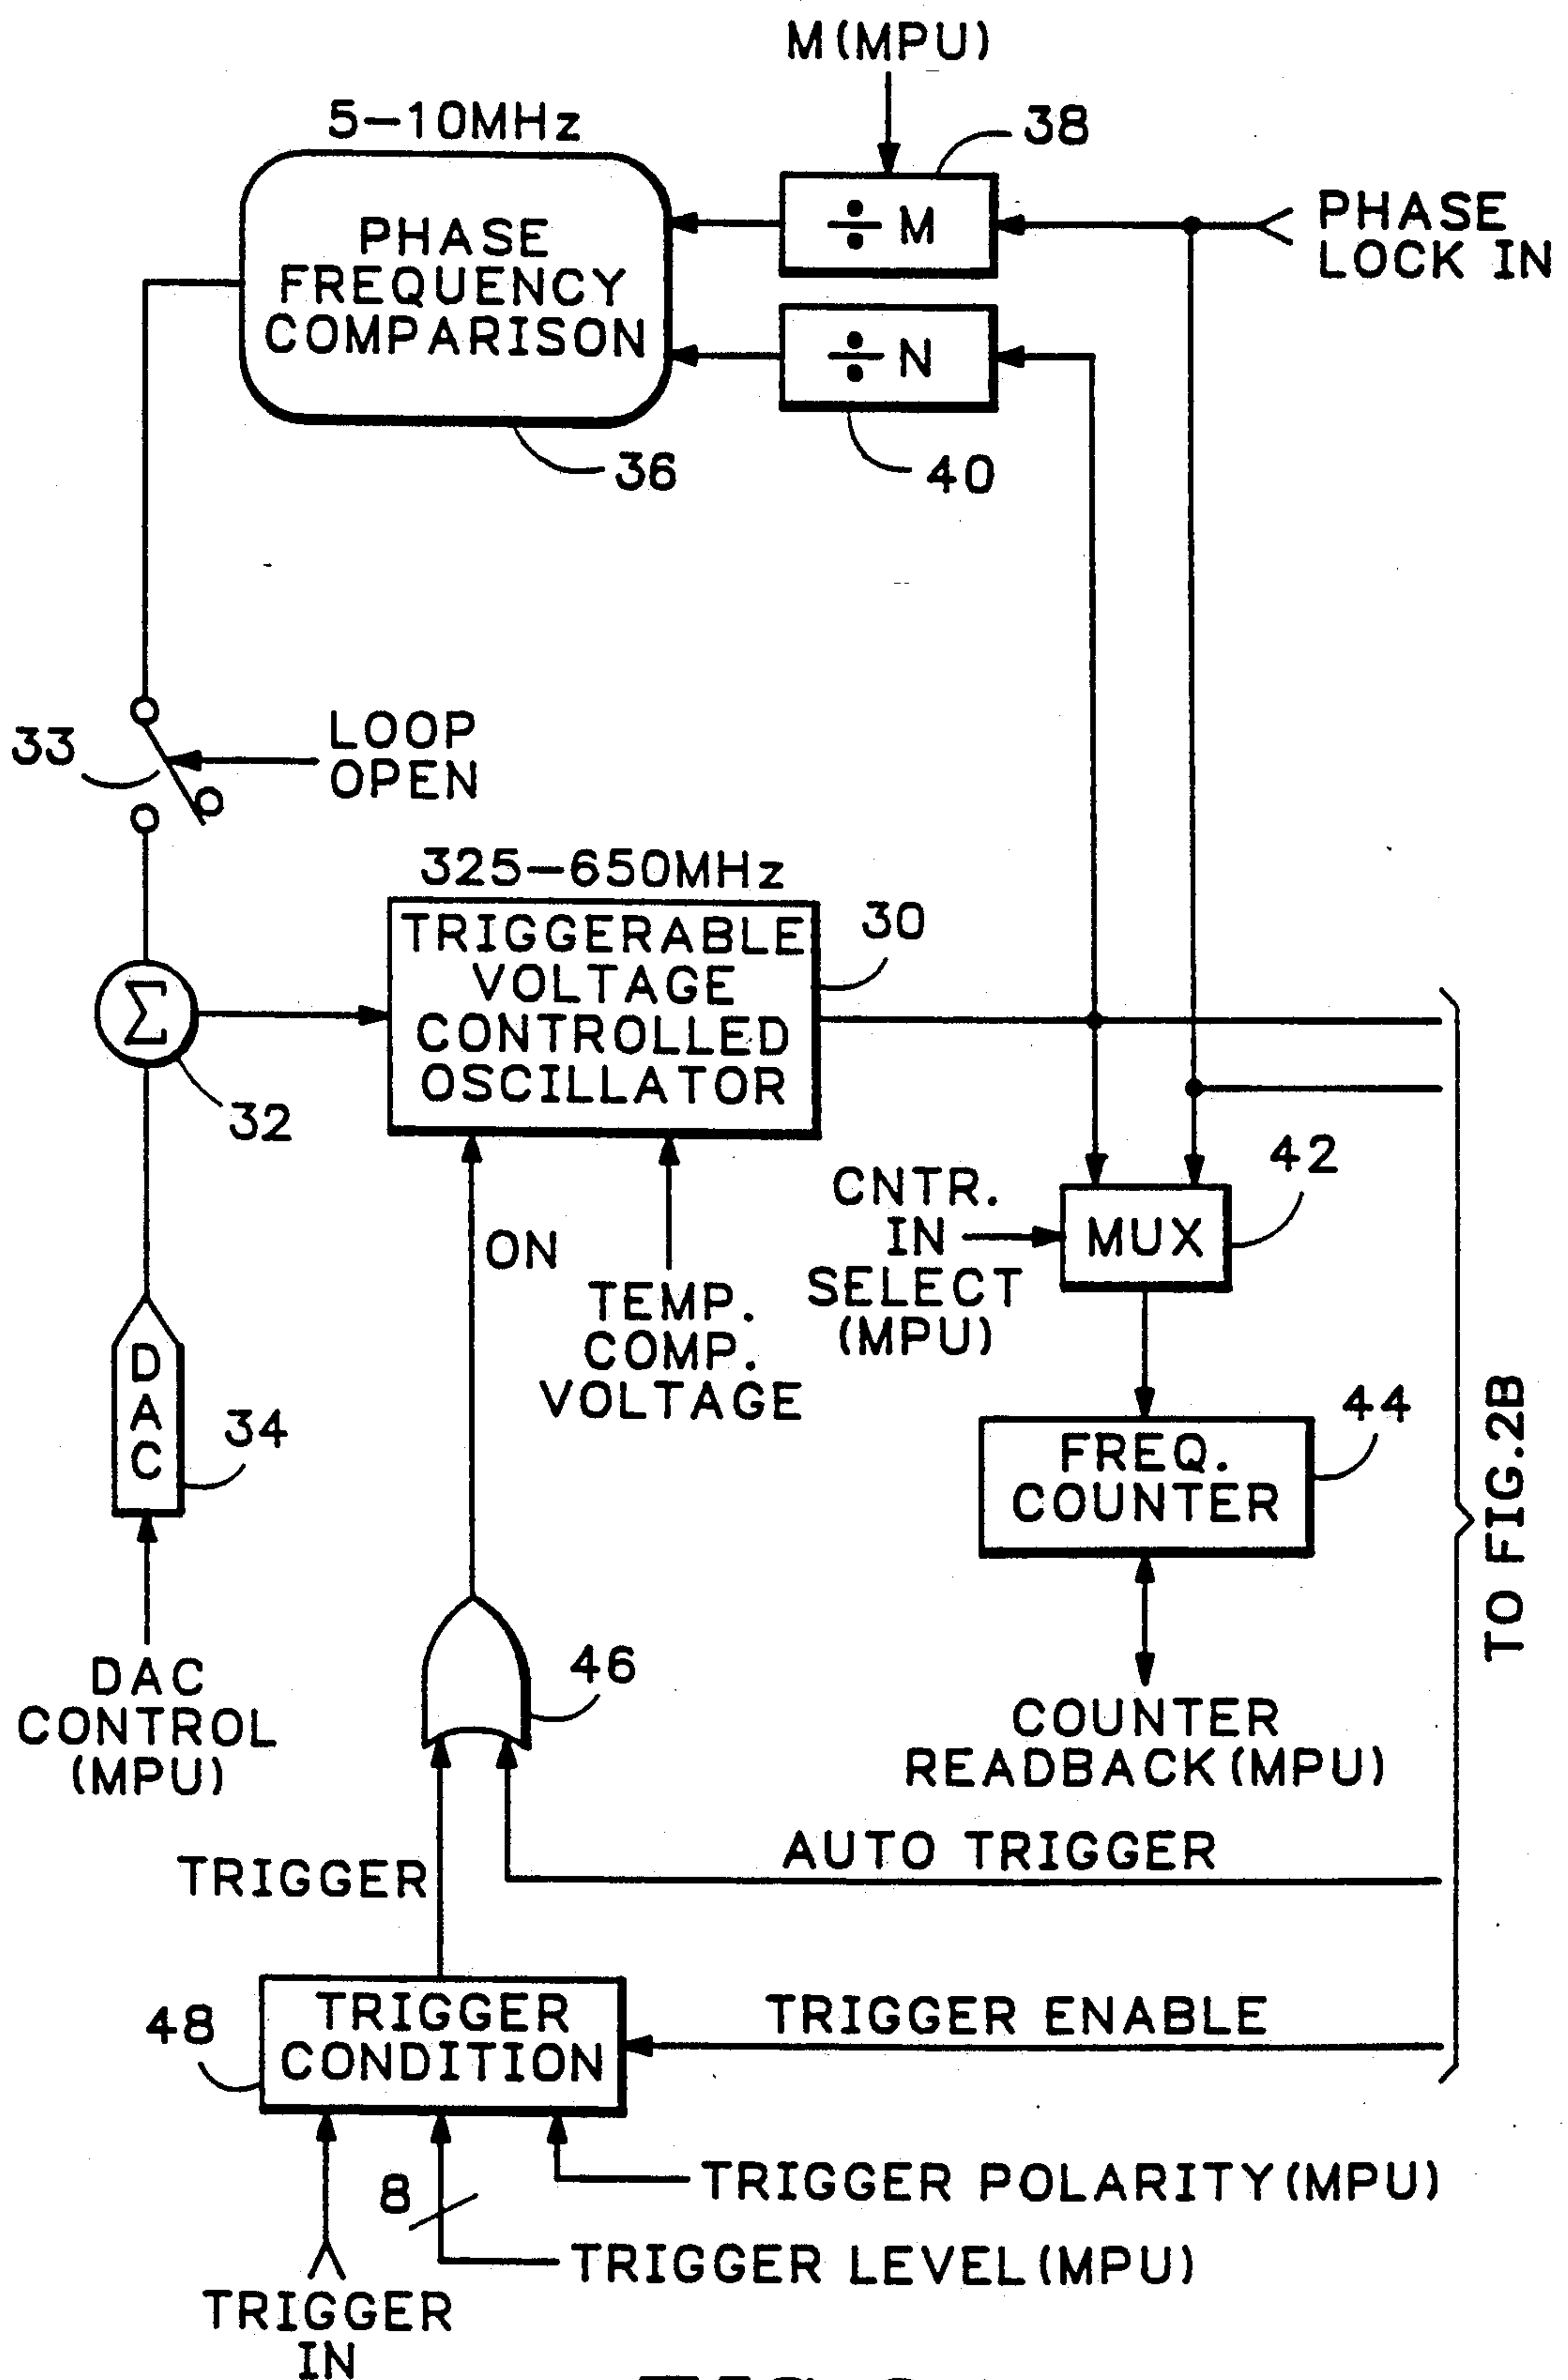 M(MPU)
5-10MHz
38
PHASE
FREQUENCY
COMPARISON
÷ M
PHASE
LOCK IN
÷ N
36
40
33
LOOP
OPEN
325-650MHz
TRIGGERABLE
VOLTAGE
CONTROLLED
OSCILLATOR
30
Σ
32
CNTR.
IN
SELECT
(MPU)
MUX
42
ON
TEMP.
COMP.
VOLTAGE
DAC
34
FREQ.
COUNTER
44
TO FIG.2B
DAC
CONTROL
(MPU)
46
COUNTER
READBACK(MPU)
AUTO TRIGGER
TRIGGER
48
TRIGGER
CONDITION
TRIGGER ENABLE
8
TRIGGER POLARITY(MPU)
TRIGGER LEVEL(MPU)
TRIGGER
IN